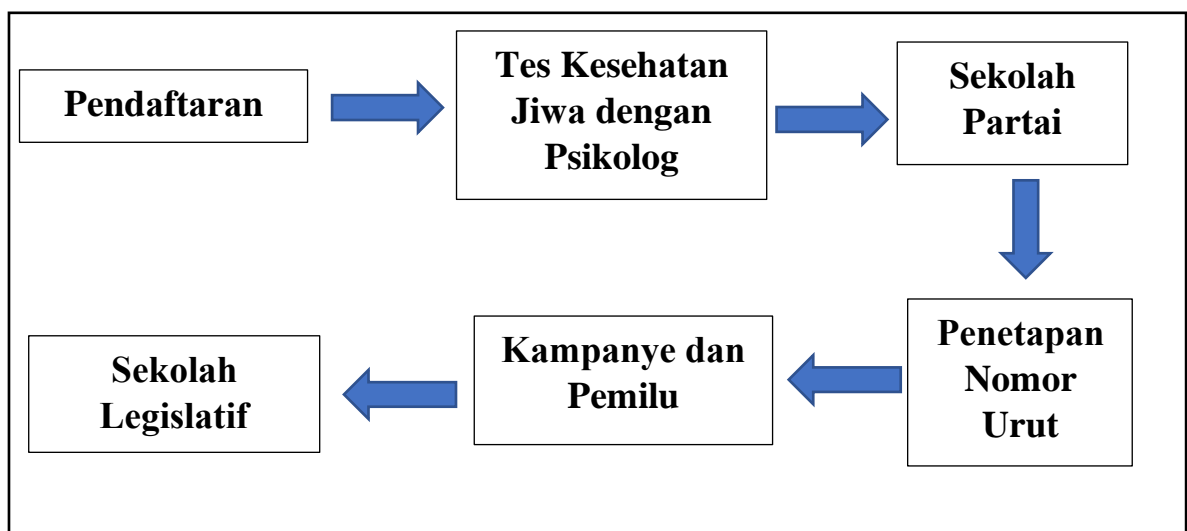 Pendaftaran
Tes Kesehatan
Jiwa dengan
Psikolog
Sekolah
Partai
Penetapan
Nomor
Urut
Kampanye dan
Pemilu
Sekolah
Legislatif